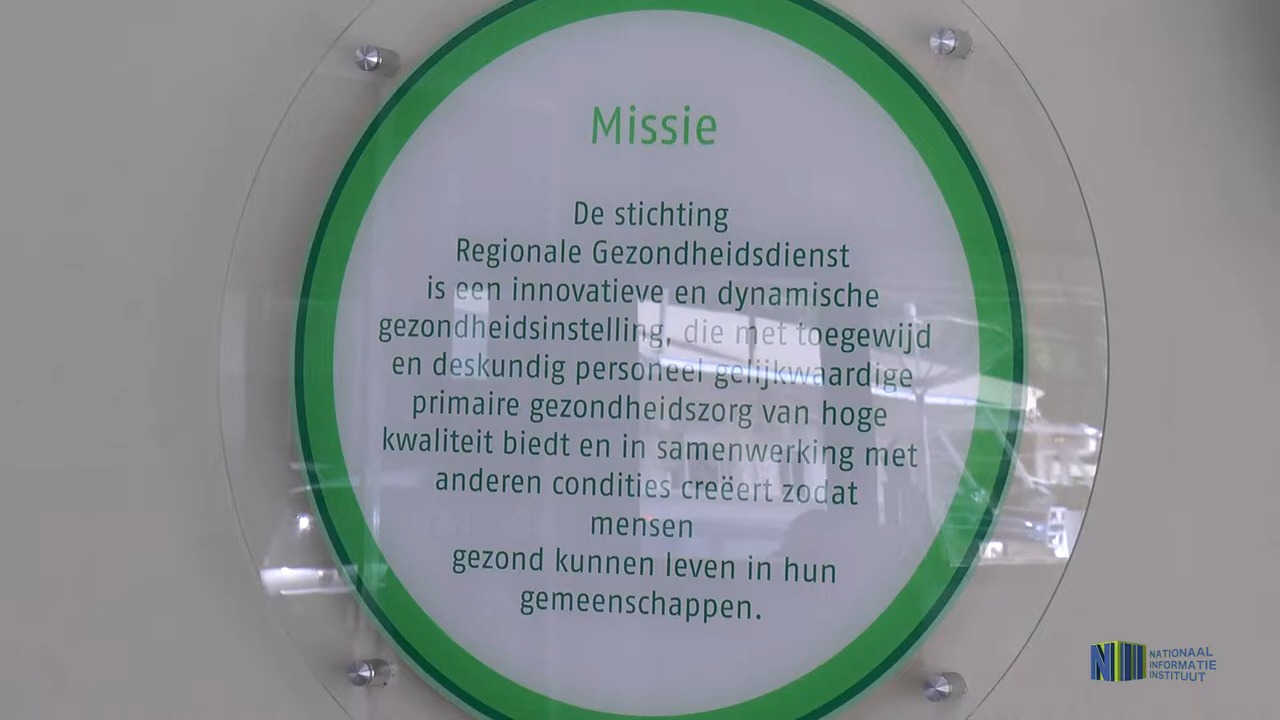 Missie
De stichting
Regionale Gezondheidsdienst
is een innovatieve en dynamische
gezondheidsinstelling, die met toegewijd
en deskundig personeel gelijkwaardige
primaire gezondheidszorg van hoge
kwaliteit biedt en in samenwerking met
anderen condities creëert zodat
mensen
gezond kunnen leven in hun
gemeenschappen.
NII NATIONAAL
INFORMATIE
INSTITUUT